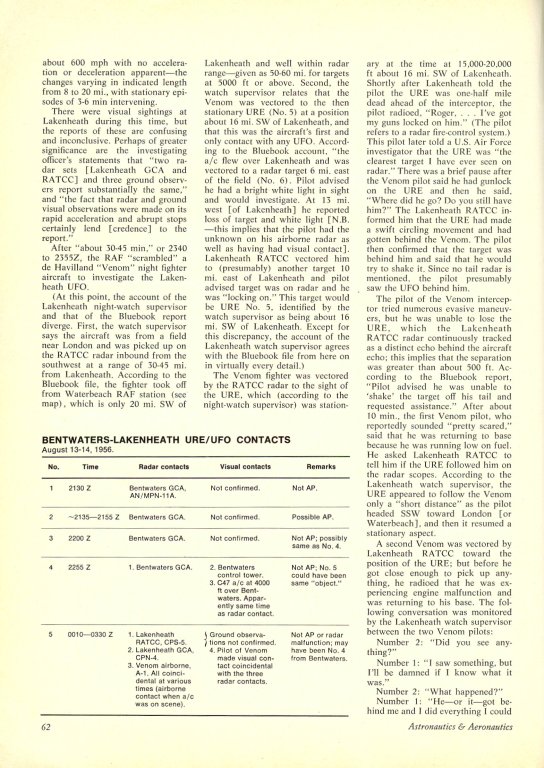 about 600 mph with no accelera-
tion or deceleration apparent—the
changes varying in indicated length
from 8 to 20 mi., with stationary epi-
sodes of 3-6 min intervening.
There were visual sightings at
Lakenheath during this time, but
the reports of these are confusing
and inconclusive. Perhaps of greater
significance are the investigating
officer's statements that "two ra-
dar sets [Lakenheath GCA and
RATCC] and three ground observ-
ers report substantially the same,"
and "the fact that radar and ground
visual observations were made on its
rapid acceleration and abrupt stops
certainly lend [credence] to the
report."
After "about 30-45 min," or 2340
to 2355Z, the RAF "scrambled" a
de Havilland "Venom" night fighter
aircraft to investigate the Laken-
heath UFO.
(At this point, the account of the
Lakenheath night-watch supervisor
and that of the Bluebook report
diverge. First, the watch supervisor
says the aircraft was from a field
near London and was picked up on
the RATCC radar inbound from the
southwest at a range of 30-45 mi.
from Lakenheath. According to the
Bluebook file, the fighter took off
from Waterbeach RAF station (see
map), which is only 20 mi. SW of
Lakenheath and well within radar
range—given as 50-60 mi. for targets
at 5000 ft or above. Second, the
watch supervisor relates that the
Venom was vectored to the then
stationary URE (No. 5) at a position
about 16 mi. SW of Lakenheath, and
that this was the aircraft's first and
only contact with any UFO. Accord-
ing to the Bluebook account, "the
a/c flew over Lakenheath and was
vectored to a radar target 6 mi. east
of the field (No. 6). Pilot advised
he had a bright white light in sight
and would investigate. At 13 mi.
west [of Lakenheath] he reported
loss of target and white light [N.B.
—this implies that the pilot had the
unknown on his airborne radar as
well as having had visual contact].
Lakenheath RATCC vectored him
to (presumably) another target 10
mi. east of Lakenheath and pilot
advised target was on radar and he
was "locking on." This target would
be URE No. 5, identified by the
watch supervisor as being about 16
mi. SW of Lakenheath. Except for
this discrepancy, the account of the
Lakenheath watch supervisor agrees
with the Bluebook file from here on
in virtually every detail.)
The Venom fighter was vectored
by the RATCC radar to the sight of
the URE, which (according to the
night-watch supervisor) was station-
ary at the time at 15,000-20,000
ft about 16 mi. SW of Lakenheath.
Shortly after Lakenheath told the
pilot the URE was one-half mile
dead ahead of the interceptor, the
pilot radioed, "Roger, . . . I've got
my guns locked on him." (The pilot
refers to a radar fire-control system.)
This pilot later told a U.S. Air Force
investigator that the URE was "the
clearest target I have ever seen on
radar." There was a brief pause after
the Venom pilot said he had gunlock
on the URE and then he said,
"Where did he go? Do you still have
him?" The Lakenheath RATCC in-
formed him that the URE had made
a swift circling movement and had
gotten behind the Venom. The pilot
then confirmed that the target was
behind him and said that he would
try to shake it. Since no tail radar is
mentioned, the pilot presumably
saw the UFO behind him.
The pilot of the Venom intercep-
tor tried numerous evasive maneuv-
ers, but he was unable to lose the
URE, which the Lakenheath
RATCC radar continuously tracked
as a distinct echo behind the aircraft
echo; this implies that the separation
was greater than about 500 ft. Ac-
cording to the Bluebook report,
"Pilot advised he was unable to
'shake' the target off his tail and
requested assistance." After about
10 min., the first Venom pilot, who
reportedly sounded "pretty scared,"
said that he was returning to base
because he was running low on fuel.
He asked Lakenheath RATCC to
tell him if the URE followed him on
the radar scopes. According to the
Lakenheath watch supervisor, the
URE appeared to follow the Venom
only a "short distance" as the pilot
headed SSW toward London [or
Waterbeach], and then it resumed a
stationary aspect.
A second Venom was vectored by
Lakenheath RATCC toward the
position of the URE; but before he
got close enough to pick up any-
thing, he radioed that he was ex-
periencing engine malfunction and
was returning to his base. The fol-
lowing conversation was monitored
by the Lakenheath watch supervisor
between the two Venom pilots:
Number 2: "Did you see any-
thing?"
Number 1: "I saw something, but
I'll be damned if I know what it
was."
Number 2: "What happened?"
Number 1: "He—or it—got be-
hind me and I did everything I could
BENTWATERS-LAKENHEATH URE/UFO CONTACTS
August 13-14, 1956.
No. Time Radar contacts Visual contacts Remarks
1 2130 Z Bentwaters GCA, Not confirmed. Not AP.
AN/MPN-11A.
2 ~2135—2155 Z Bentwaters GCA. Not confirmed. Possible AP.
3 2200 Z Bentwaters GCA. Not confirmed. Not AP; possibly
same as No. 4.
4 2255 Z 1. Bentwaters GCA. 2. Bentwaters Not AP; No. 5
control tower. could have been
3. C47 a/c at 4000 same "object."
ft over Bent-
waters. Appar-
ently same time
as radar contact.
5 0010—0330 Z 1. Lakenheath Ground observa- Not AP or radar
RATCC, CPS-5. tions not confirmed. malfunction; may
2. Lakenheath GCA, 4. Pilot of Venom have been No. 4
CPN-4. made visual con- from Bentwaters.
3. Venom airborne, tact coincidental
A-1. All coinci- with the three
dental at various radar contacts.
times (airborne
contact when a/c
was on scene).
62 Astronautics & Aeronautics